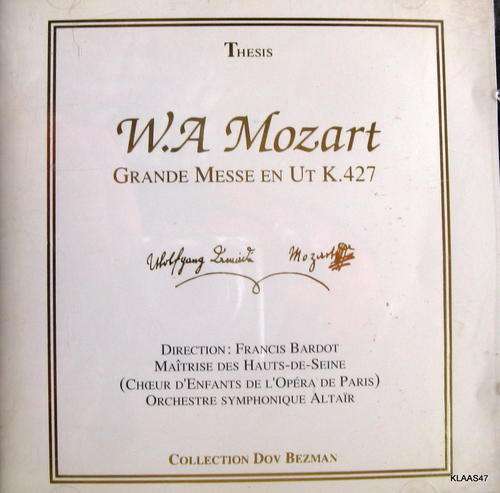 THESIS
W.A Mozart
GRANDE MESSE EN UT K.427
Wolfgang Amadè Mozart
DIRECTION: FRANCIS BARDOT
MAÎTRISE DES HAUTS-DE-SEINE
(CHŒUR D'ENFANTS DE L'OPÉRA DE PARIS)
ORCHESTRE SYMPHONIQUE ALTAÏR
COLLECTION DOV BEZMAN
KLAAS47